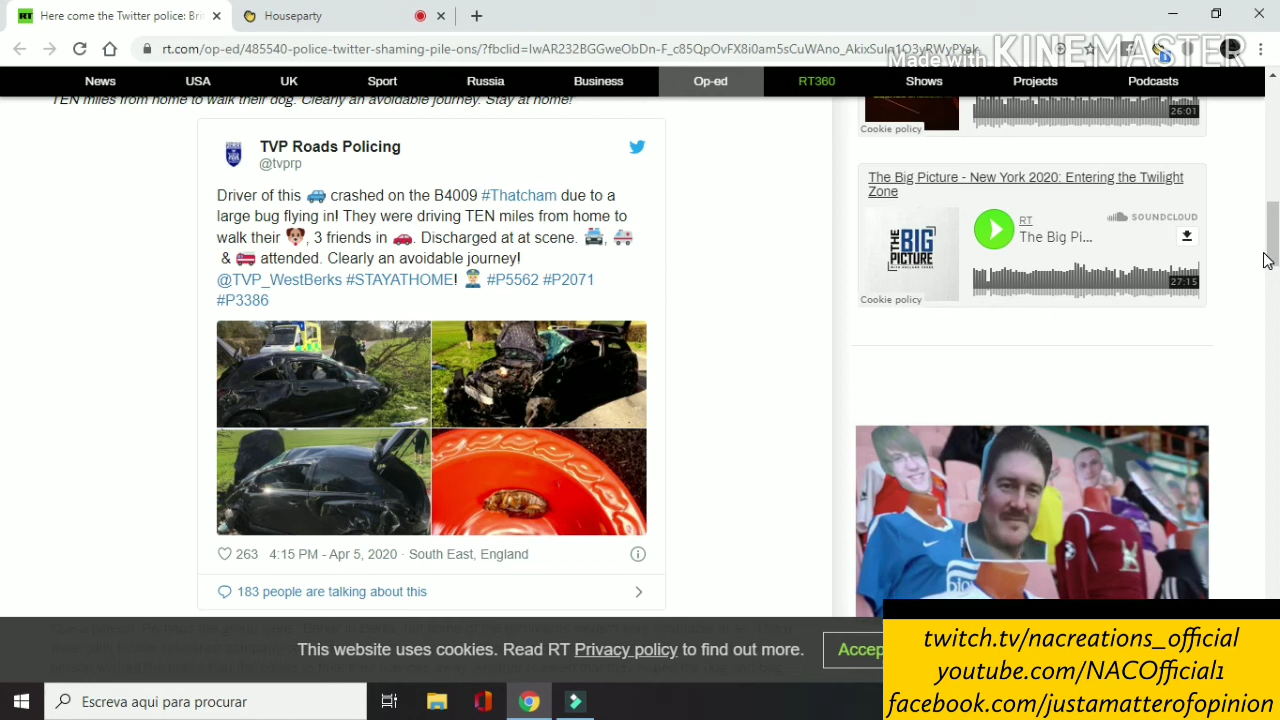 Here come the Twitter police: Bri
Houseparty
rt.com/op-ed/485540-police-twitter-shaming-pile-ons/?fbclid=IwAR232BGGweObDn-F_c85QpOvFX8i0am5sCuWAno_AkixSuIq1O3yRWyPYak
Made with KINEMASTER
News USA UK Sport Russia Business Op-ed RT360 Shows Projects Podcasts
TEN miles from home to walk their dog. Clearly an avoidable journey. Stay at home!
26:01
Cookie policy
TVP Roads Policing
@tvprp
Driver of this 🚙 crashed on the B4009 #Thatcham due to a
large bug flying in! They were driving TEN miles from home to
walk their 🐶, 3 friends in 🚗. Discharged at at scene. 🚔, 🚑
& 🚒 attended. Clearly an avoidable journey!
@TVP_WestBerks #STAYATHOME! 👮 #P5562 #P2071
#P3386
263 4:15 PM - Apr 5, 2020 · South East, England
183 people are talking about this
The Big Picture - New York 2020: Entering the Twilight
Zone
RT
SOUNDCLOUD
The Big Pi...
THE BIG PICTURE
27:15
Cookie policy
This website uses cookies. Read RT Privacy policy to find out more.
Accep
twitch.tv/nacreations_official
youtube.com/NACOfficial1
facebook.com/justamatterofopinion
Escreva aqui para procurar